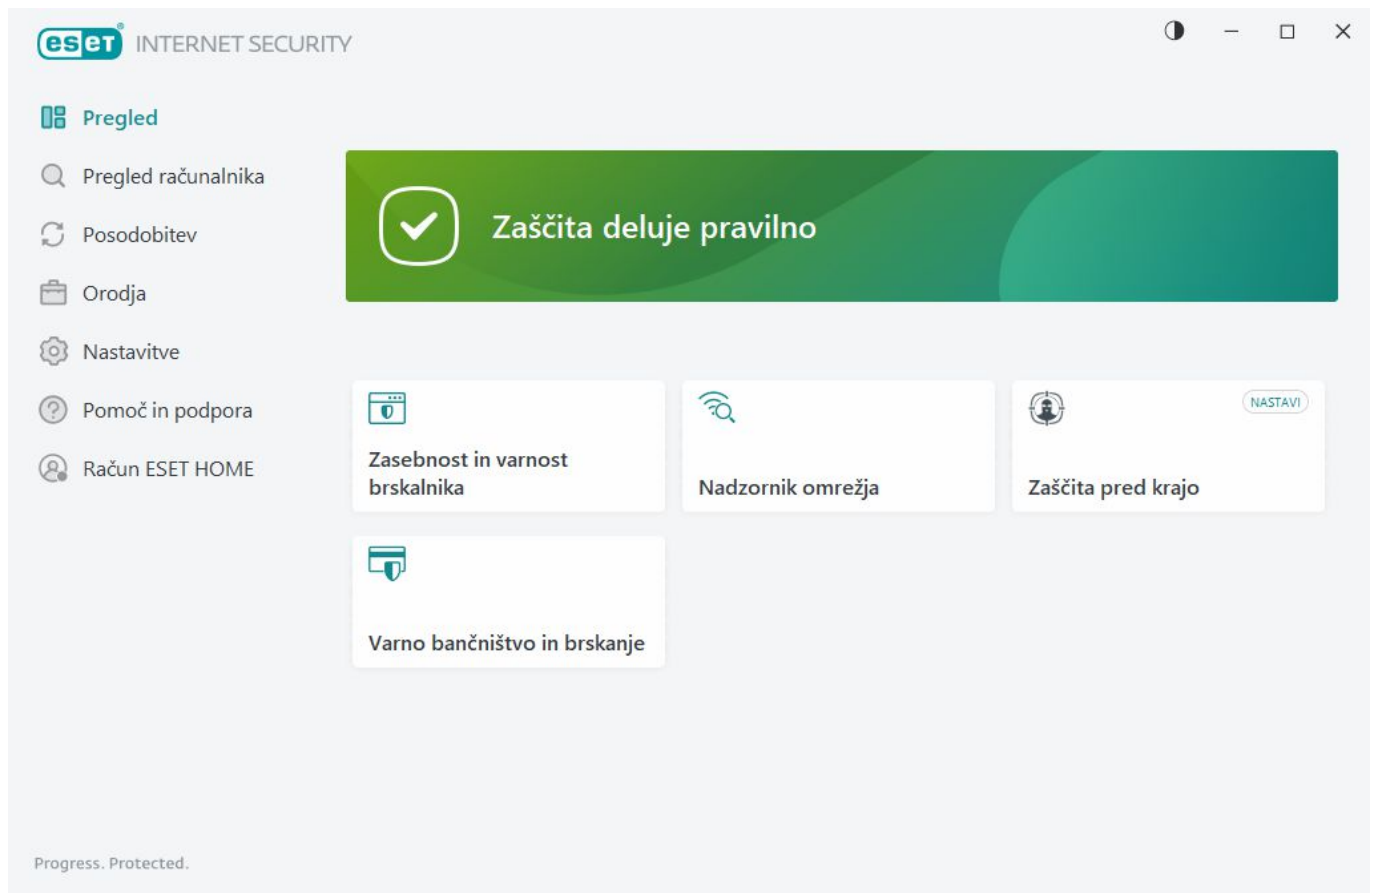 eset® INTERNET SECURITY
Pregled
Pregled računalnika
Posodobitev
Orodja
Nastavitve
Pomoč in podpora
Račun ESET HOME
Zaščita deluje pravilno
Zasebnost in varnost
brskalnika
Nadzornik omrežja
NASTAVI
Zaščita pred krajo
Varno bančništvo in brskanje
Progress. Protected.